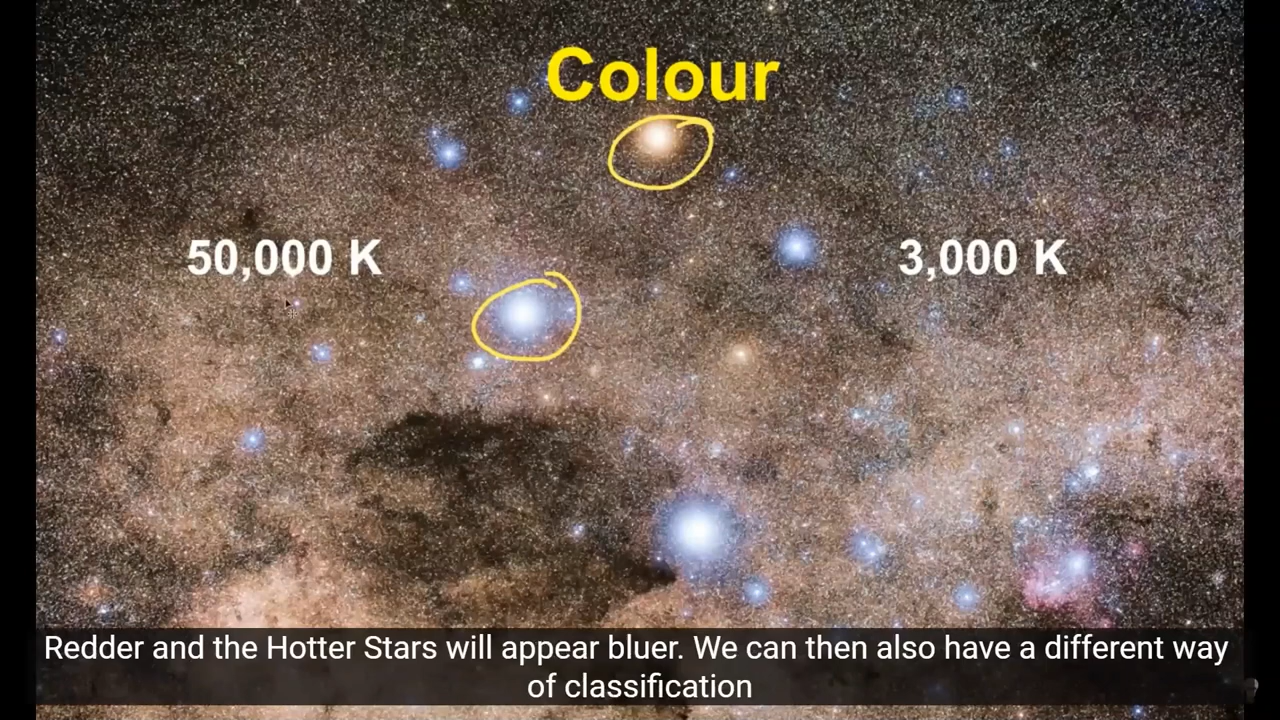 Colour
50,000 K
3,000 K
Redder and the Hotter Stars will appear bluer. We can then also have a different way
of classification